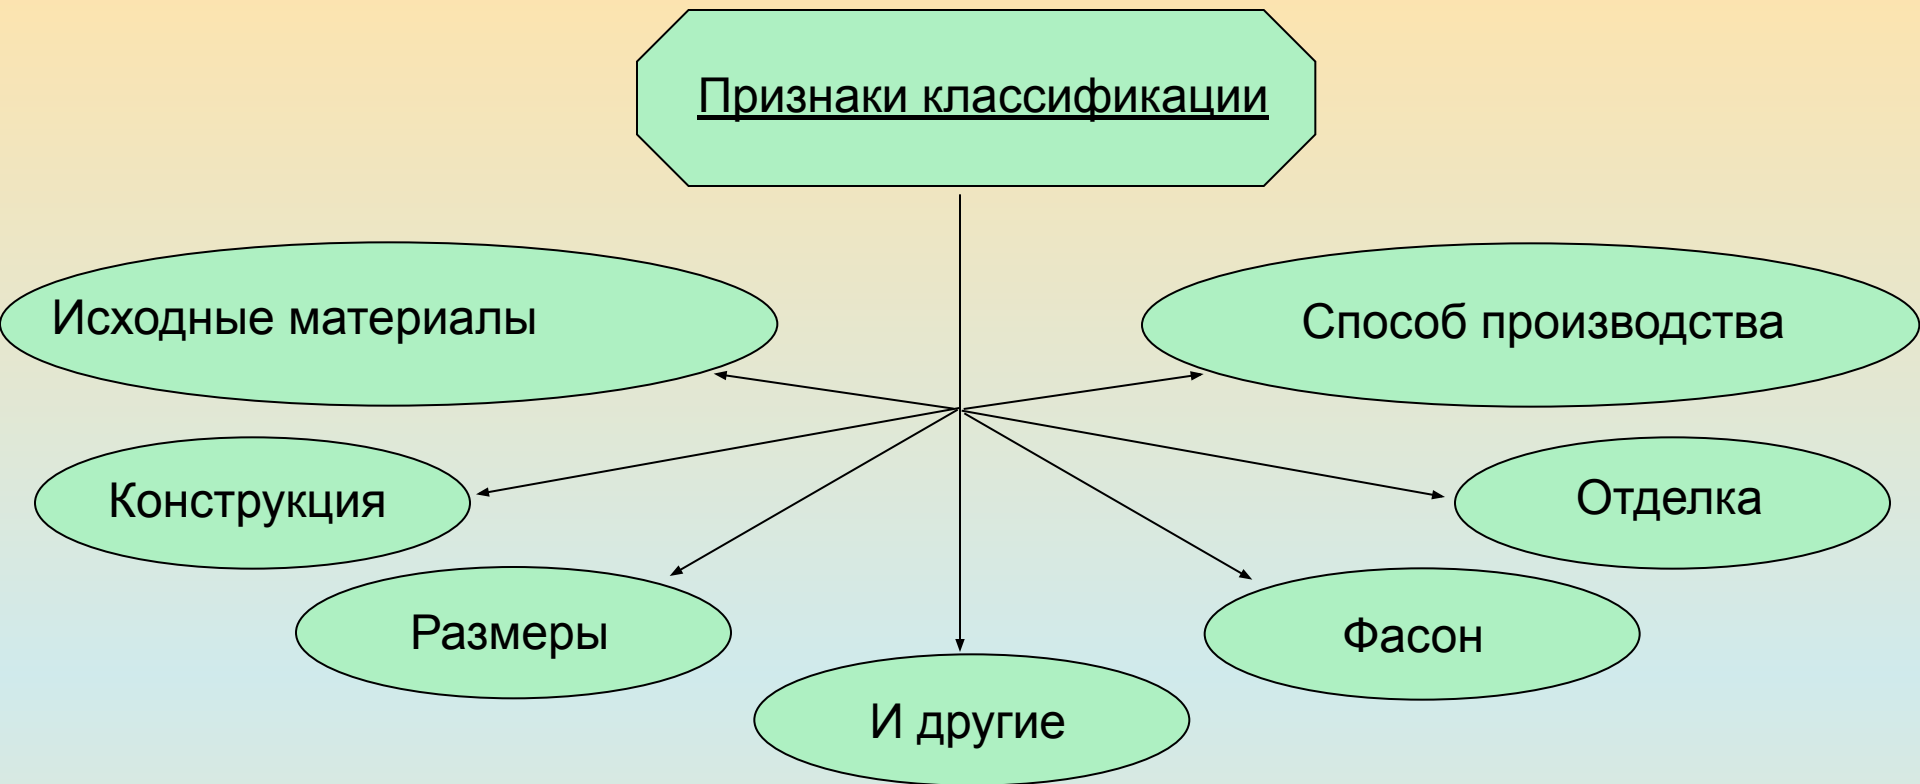 Признаки классификации
Исходные материалы
Способ производства
Конструкция
Отделка
Размеры
Фасон
И другие